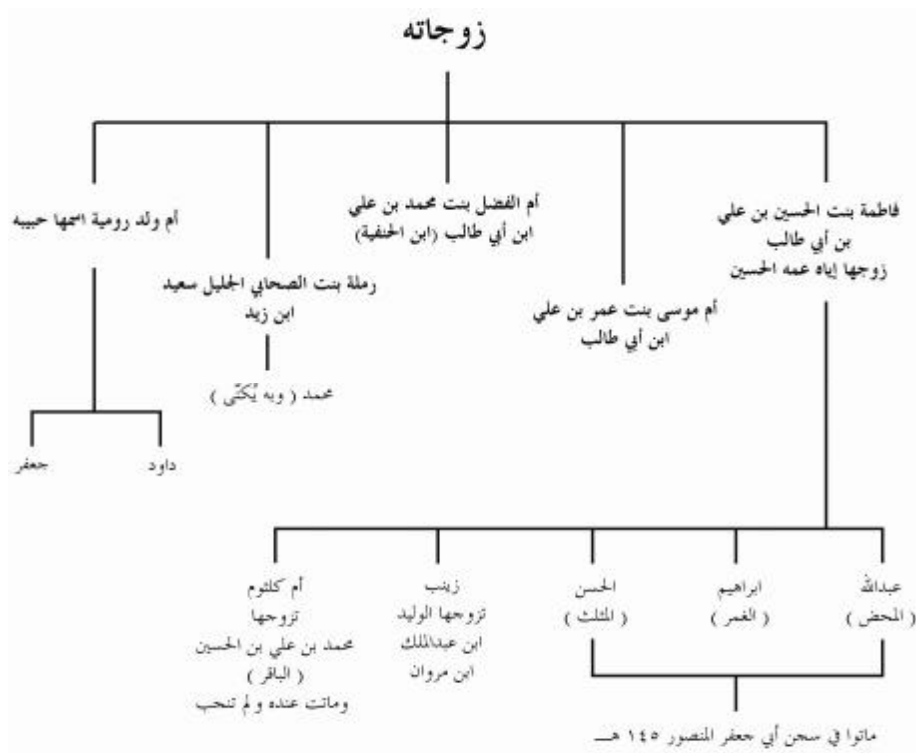 زوجاته
فاطمة بنت الحسين بن علي
بن أبي طالب
زوجها إياه عمه الحسين
أم موسى بنت عمر بن علي
ابن أبي طالب
أم الفضل بنت محمد بن علي
ابن أبي طالب (ابن الحنفية)
رملة بنت الصحابي الجليل سعيد
ابن زيد
محمد ( وبه يُكنّى )
أم ولد رومية اسمها حبيبه
داود
جعفر
عبدالله
( المحض )
ابراهيم
( الغمر )
الحسن
( المثلث )
زينب
تزوجها الوليد
ابن عبدالملك
ابن مروان
أم كلثوم
تزوجها
محمد بن علي بن الحسين
( الباقر )
وماتت عنده ولم تنحب
ماتوا في سجن أبي جعفر المنصور ١٤٥ هـــ